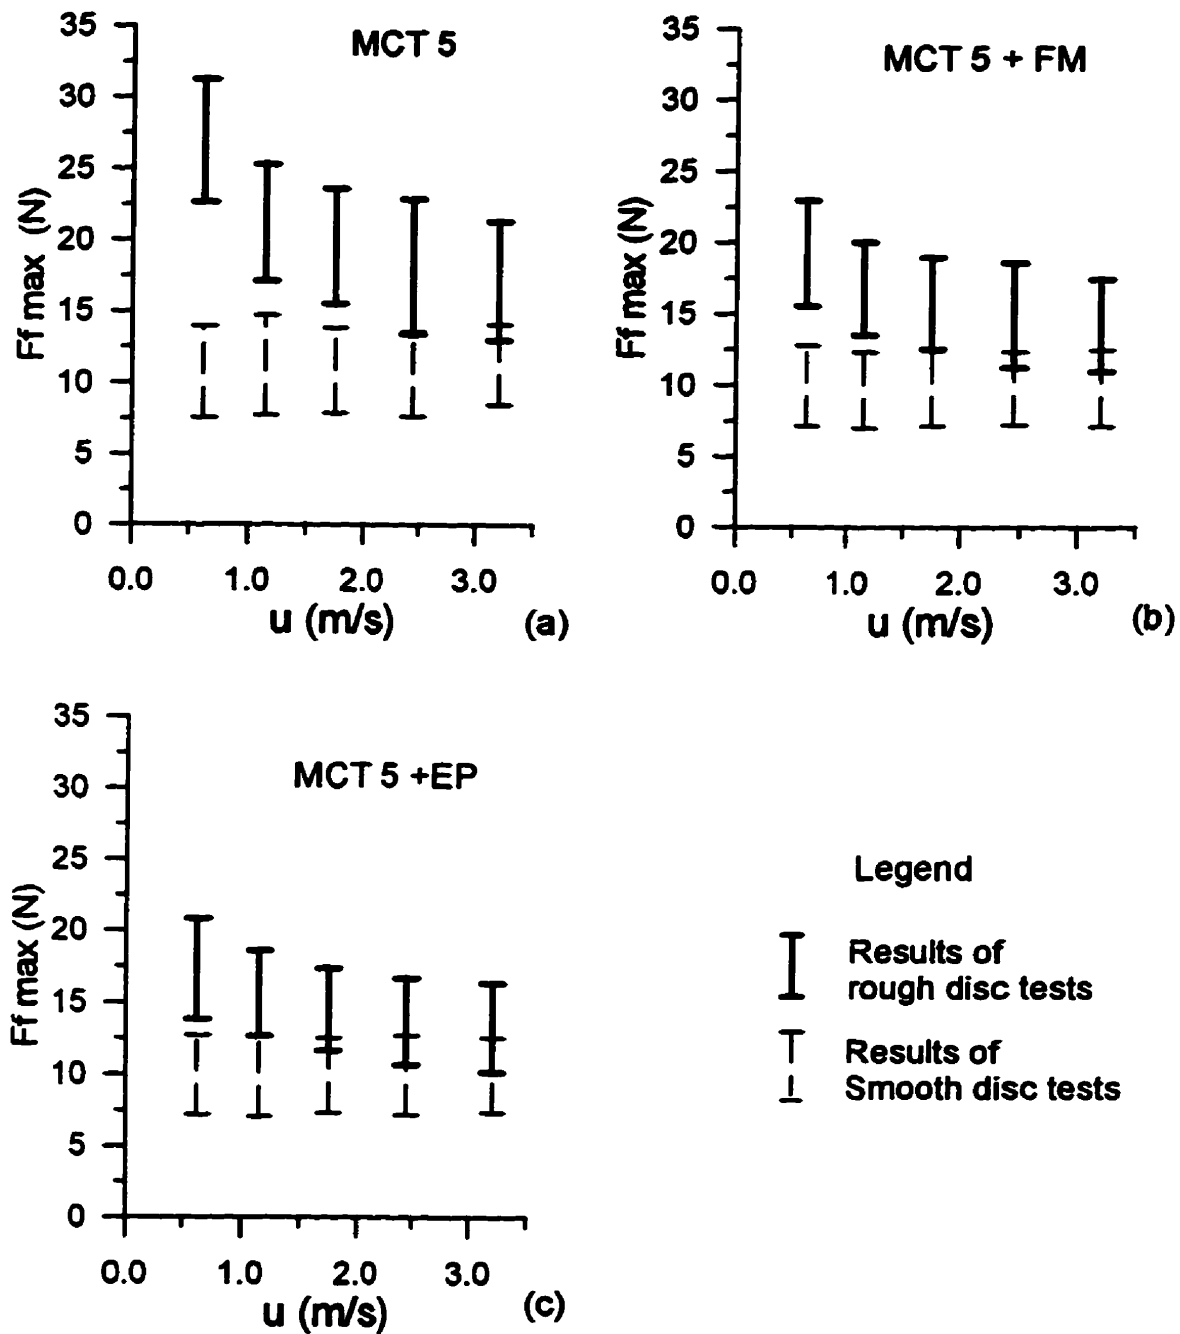 MCT 5
35
30
25
20
15
10
5
0
Ff max (N)
0.0 1.0 2.0 3.0
u (m/s)
(a)
MCT 5 + FM
35
30
25
20
15
10
5
0
Ff max (N)
0.0 1.0 2.0 3.0
u (m/s)
(b)
MCT 5 +EP
35
30
25
20
15
10
5
0
Ff max (N)
0.0 1.0 2.0 3.0
u (m/s)
(c)
Legend
Results of
rough disc tests
Results of
Smooth disc tests